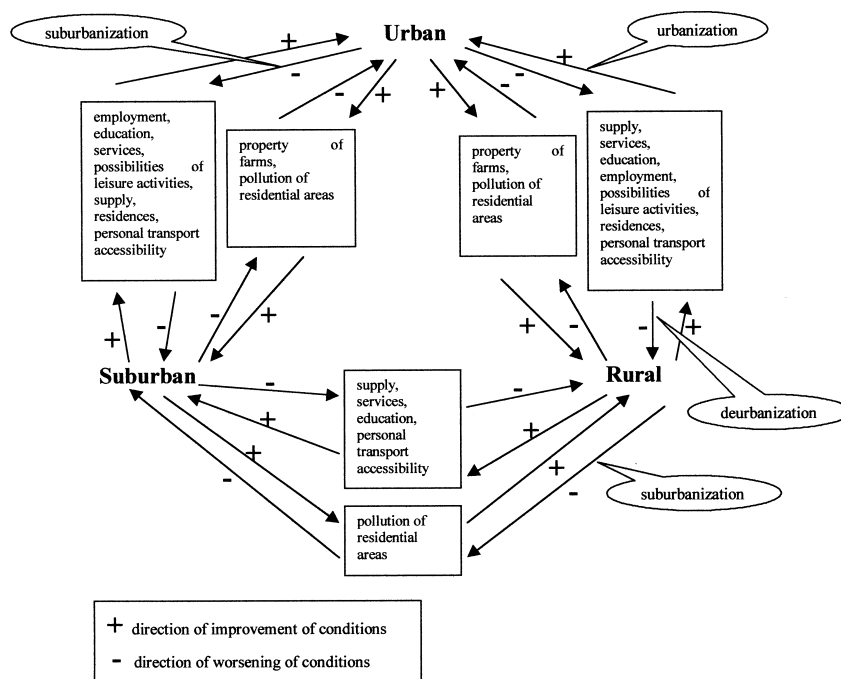 suburbanization
Urban
urbanization
+
-
-
+
+
-
-
+
employment,
education,
services,
possibilities of
leisure activities,
supply,
residences,
personal transport
accessibility
property of
farms,
pollution of
residential areas
property of
farms,
pollution of
residential
areas
supply,
services,
education,
employment,
possibilities of
leisure activities,
residences,
personal transport
accessibility
+
-
-
+
+
-
-
+
Suburban
Rural
-
+
+
-
supply,
services,
education,
personal
transport
accessibility
-
+
+
-
deurbanization
suburbanization
pollution of
residential
areas
+ direction of improvement of conditions
- direction of worsening of conditions